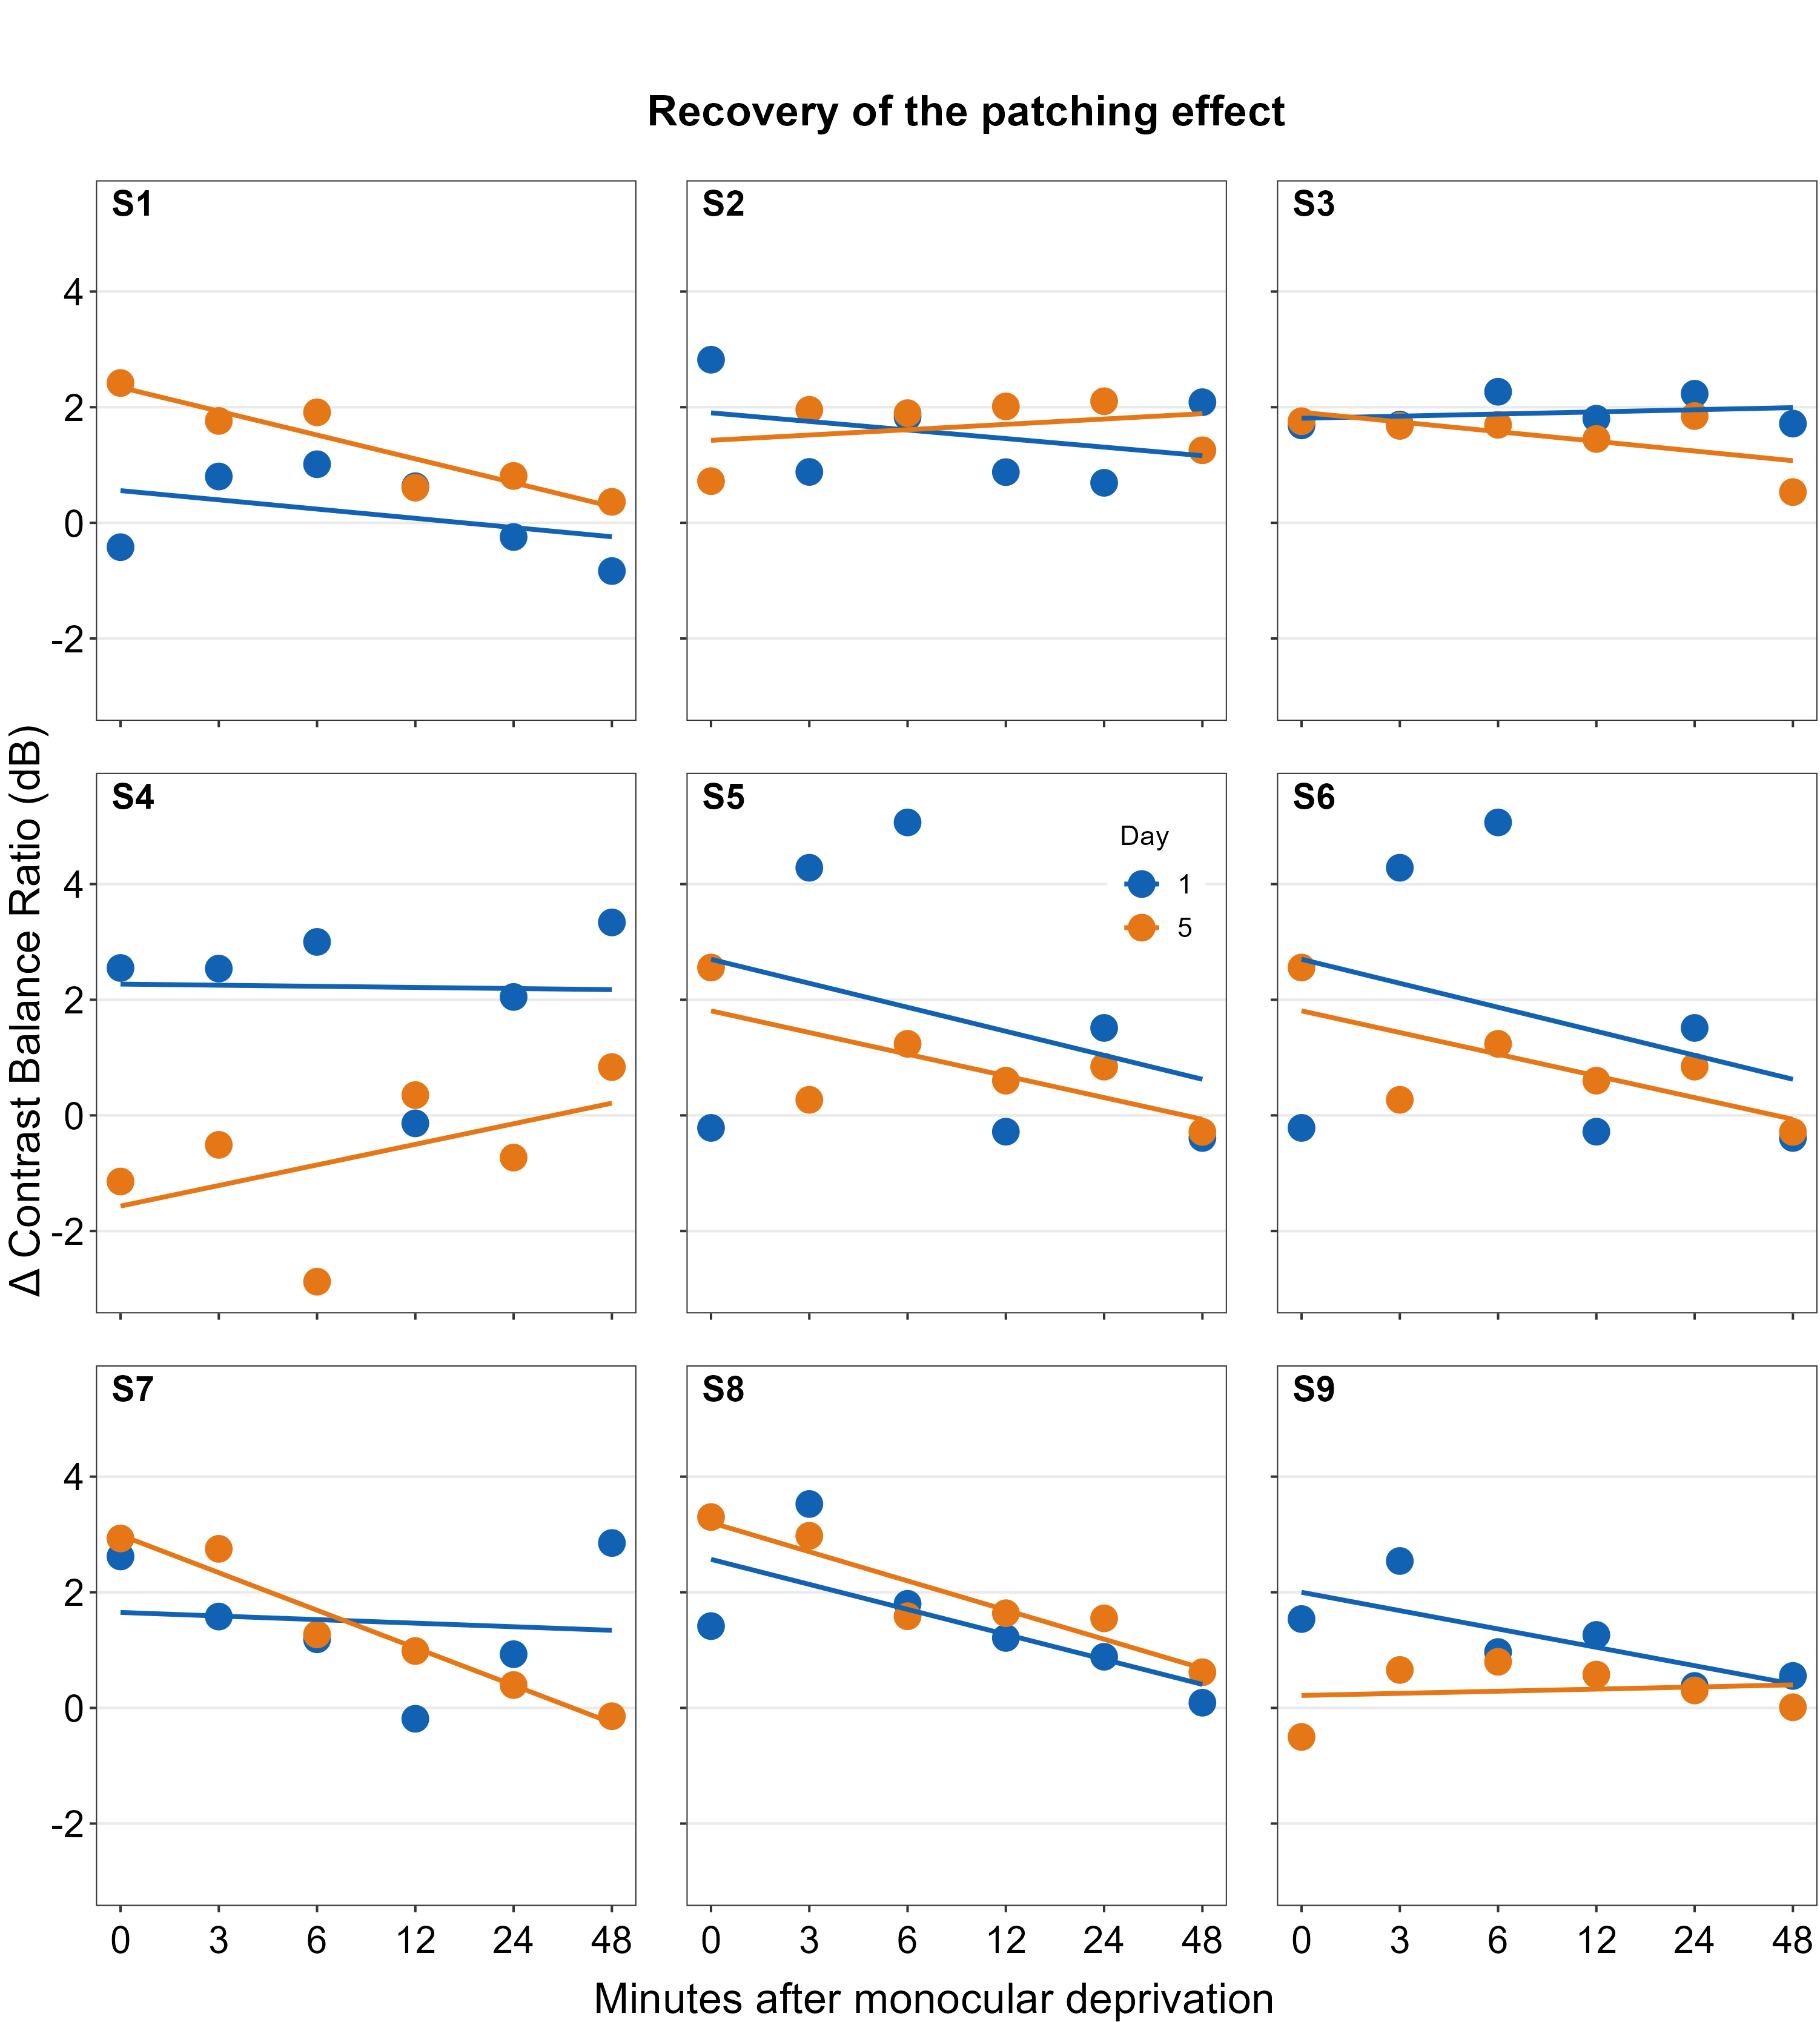 Recovery of the patching effect
S1
S2
S3
4
2
0
-2
S4
S5
S6
Day
1
5
4
2
0
-2
Δ Contrast Balance Ratio (dB)
S7
S8
S9
4
2
0
-2
0 3 6 12 24 48
0 3 6 12 24 48
0 3 6 12 24 48
Minutes after monocular deprivation